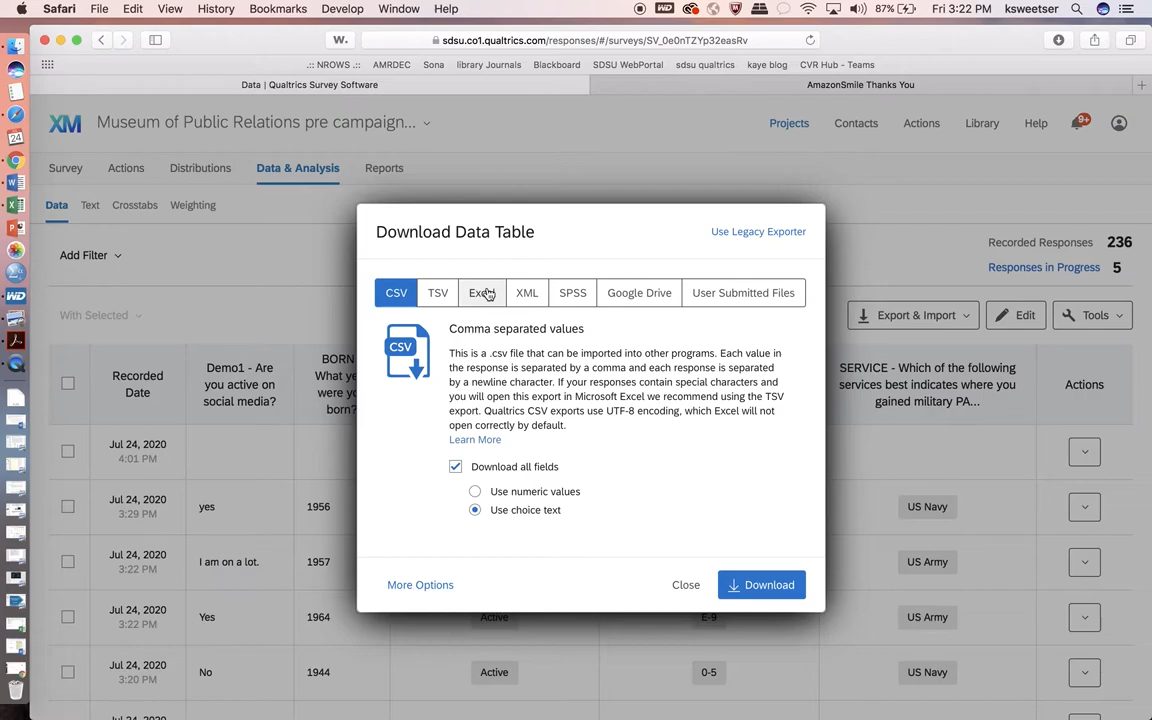 Safari File Edit View History Bookmarks Develop Window Help WD 87% Fri 3:22 PM ksweetser
W. sdsu.co1.qualtrics.com/responses/#/surveys/SV_0e0nTZYp32easRv
.:: NROWS ::. AMRDEC Sona library Journals Blackboard SDSU WebPortal sdsu qualtrics kaye blog CVR Hub - Teams
Data | Qualtrics Survey Software AmazonSmile Thanks You
XM Museum of Public Relations pre campaign... Projects Contacts Actions Library Help 9+
Survey Actions Distributions Data & Analysis Reports
Data Text Crosstabs Weighting
Download Data Table Use Legacy Exporter
Add Filter Recorded Responses 236
Responses in Progress 5
CSV TSV Excel XML SPSS Google Drive User Submitted Files
With Selected Export & Import Edit Tools
Comma separated values
CSV
This is a .csv file that can be imported into other programs. Each value in
the response is separated by a comma and each response is separated
by a newline character. If your responses contain special characters and
you will open this export in Microsoft Excel we recommend using the TSV
export. Qualtrics CSV exports use UTF-8 encoding, which Excel will not
open correctly by default.
Learn More
Download all fields
Use numeric values
Use choice text
More Options Close Download
Recorded
Date
Demo1 - Are
you active on
social media?
BORN
What ye
were yo
born?
SERVICE - Which of the following
services best indicates where you
gained military PA...
Actions
Jul 24, 2020
4:01 PM
Jul 24, 2020
3:29 PM
yes 1956 US Navy
Jul 24, 2020
3:22 PM
I am on a lot. 1957 US Army
Jul 24, 2020
3:22 PM
Yes 1964 Active E-9 US Army
Jul 24, 2020
3:20 PM
No 1944 Active 0-5 US Navy
Jul 24, 2020